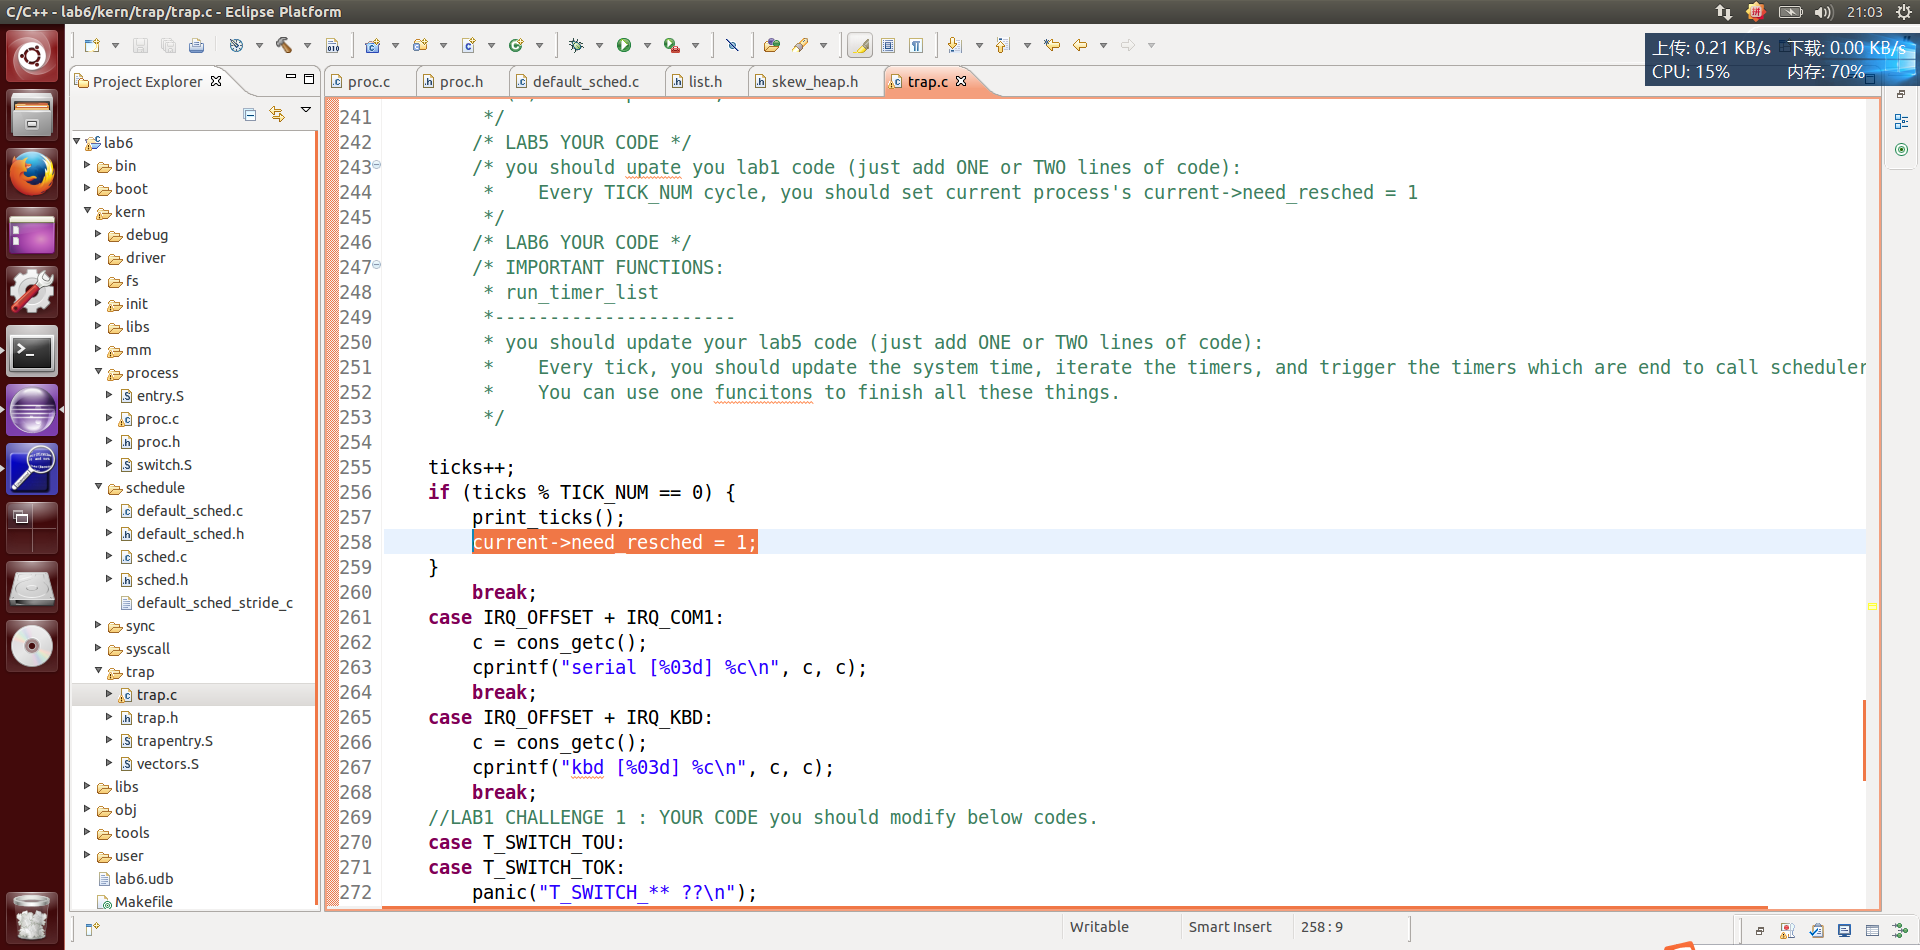 C/C++ - lab6/kern/trap/trap.c - Eclipse Platform
21:03
上传: 0.21 KB/s 下载: 0.00 KB/s
CPU: 15% 内存: 70%
Project Explorer
proc.c
proc.h
default_sched.c
list.h
skew_heap.h
trap.c
lab6
bin
boot
kern
debug
driver
fs
init
libs
mm
process
entry.S
proc.c
proc.h
switch.S
schedule
default_sched.c
default_sched.h
sched.c
sched.h
default_sched_stride_c
sync
syscall
trap
trap.c
trap.h
trapentry.S
vectors.S
libs
obj
tools
user
lab6.udb
Makefile
241 */
242 /* LAB5 YOUR CODE */
243 /* you should upate you lab1 code (just add ONE or TWO lines of code):
244 * Every TICK_NUM cycle, you should set current process's current->need_resched = 1
245 */
246 /* LAB6 YOUR CODE */
247 /* IMPORTANT FUNCTIONS:
248 * run_timer_list
249 *----------------------
250 * you should update your lab5 code (just add ONE or TWO lines of code):
251 * Every tick, you should update the system time, iterate the timers, and trigger the timers which are end to call scheduler
252 * You can use one funcitons to finish all these things.
253 */
254
255 ticks++;
256 if (ticks % TICK_NUM == 0) {
257 print_ticks();
258 current->need_resched = 1;
259 }
260 break;
261 case IRQ_OFFSET + IRQ_COM1:
262 c = cons_getc();
263 cprintf("serial [%03d] %c\n", c, c);
264 break;
265 case IRQ_OFFSET + IRQ_KBD:
266 c = cons_getc();
267 cprintf("kbd [%03d] %c\n", c, c);
268 break;
269 //LAB1 CHALLENGE 1 : YOUR CODE you should modify below codes.
270 case T_SWITCH_TOU:
271 case T_SWITCH_TOK:
272 panic("T_SWITCH_** ??\n");
Writable
Smart Insert
258 : 9